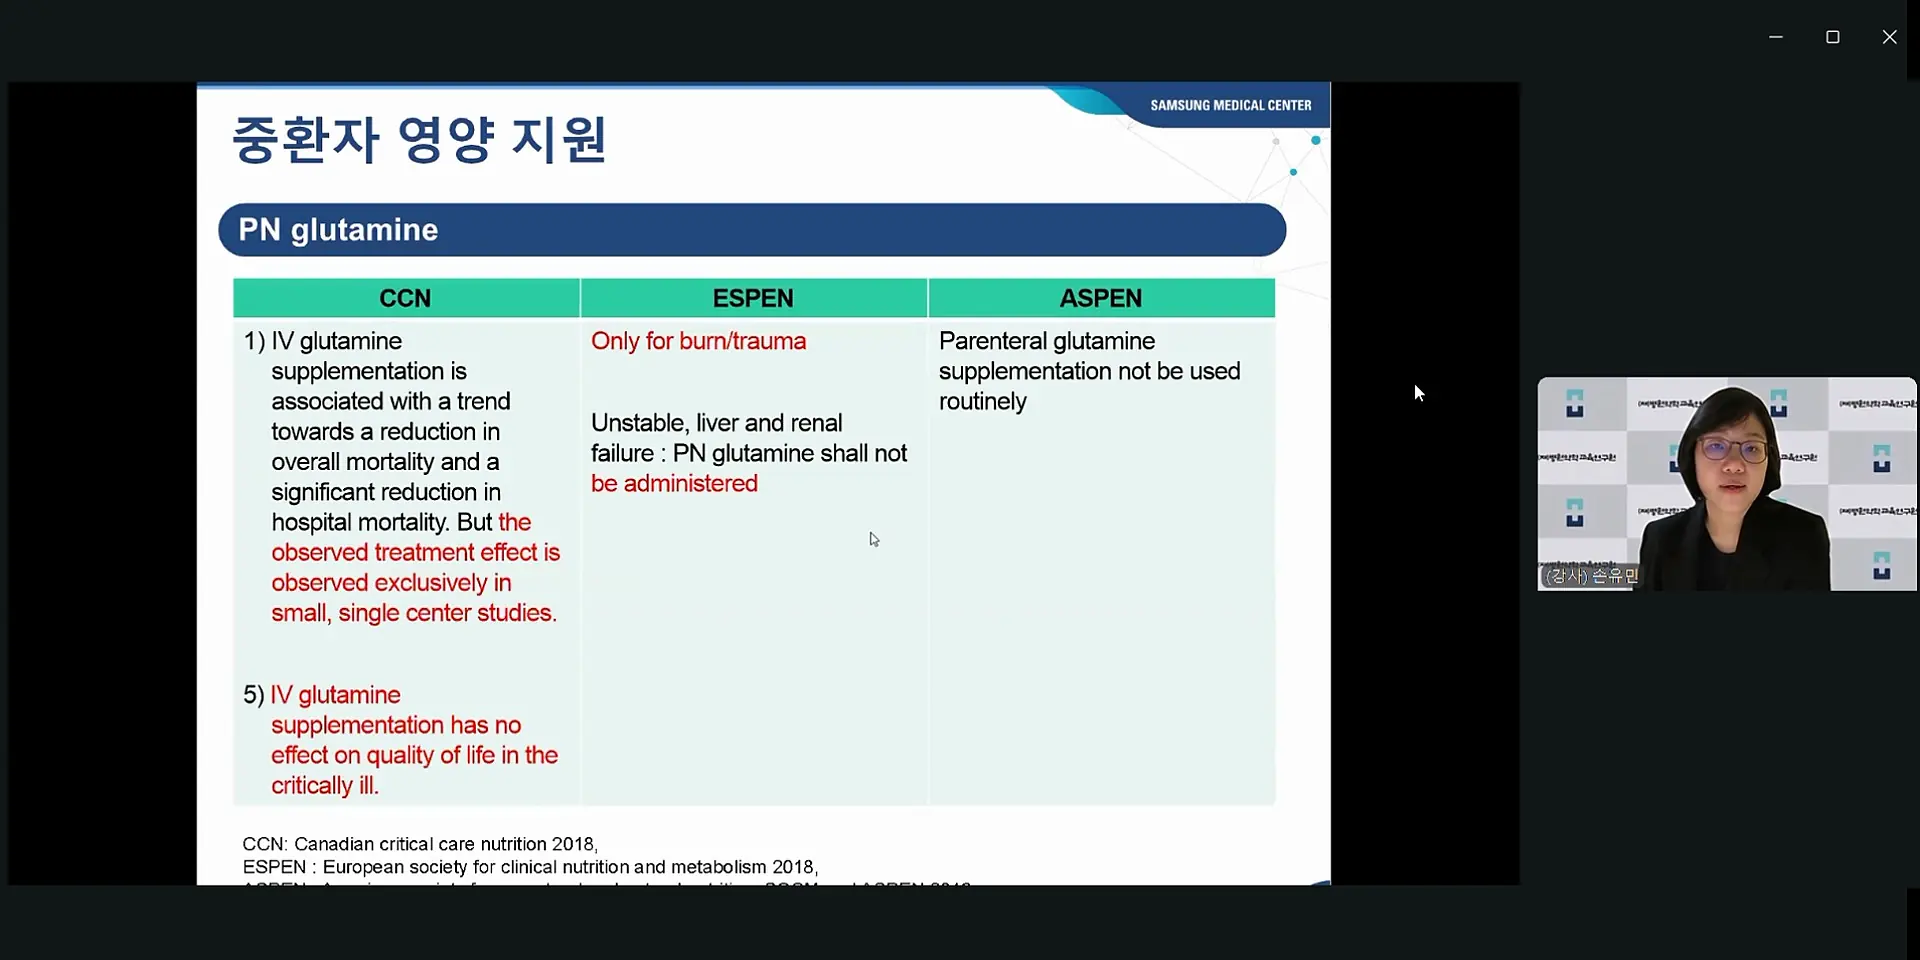 SAMSUNG MEDICAL CENTER
중환자 영양 지원
PN glutamine
CCN
ESPEN
ASPEN
1) IV glutamine
supplementation is
associated with a trend
towards a reduction in
overall mortality and a
significant reduction in
hospital mortality. But the
observed treatment effect is
observed exclusively in
small, single center studies.
5) IV glutamine
supplementation has no
effect on quality of life in the
critically ill.
Only for burn/trauma
Unstable, liver and renal
failure : PN glutamine shall not
be administered
Parenteral glutamine
supplementation not be used
routinely
CCN: Canadian critical care nutrition 2018,
ESPEN : European society for clinical nutrition and metabolism 2018,
(강사) 손유민